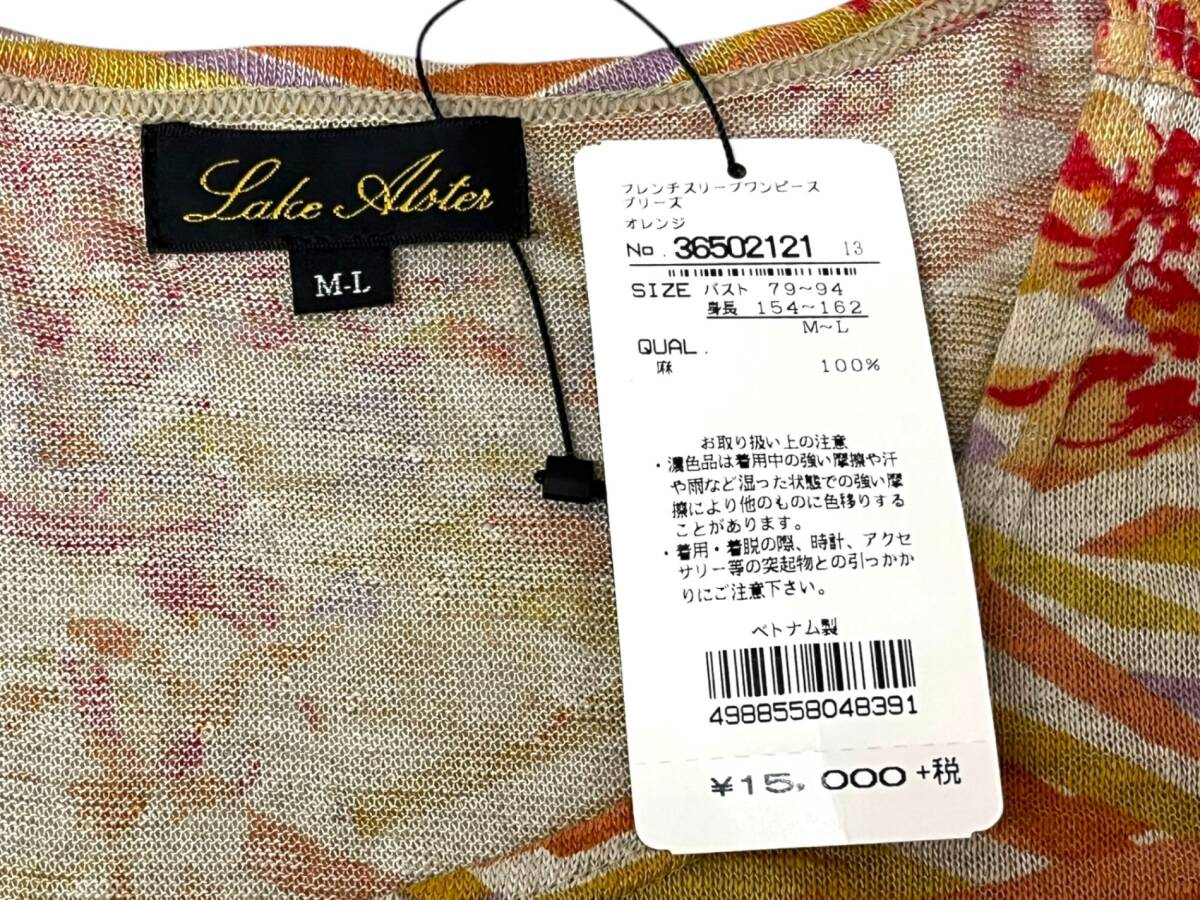 Lake Alster
M-L
フレンチスリーブワンピース
ブリーズ
オレンジ
No. 36502121 13
SIZE バスト 79~94
身長 154~162
M~L
QUAL.
麻 100%
お取り扱い上の注意
・濃色品は着用中の強い摩擦や汗
や雨など湿った状態での強い摩
擦により他のものに色移りする
ことがあります。
・着用・着脱の際、時計、アクセ
サリー等の突起物との引っかか
りにご注意下さい。
ベトナム製
4988558048391
¥15,000+税